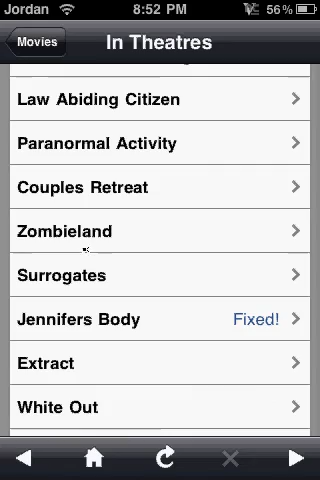 Jordan 8:52 PM 56%
Movies In Theatres
Law Abiding Citizen
Paranormal Activity
Couples Retreat
Zombieland
Surrogates
Jennifers Body Fixed!
Extract
White Out